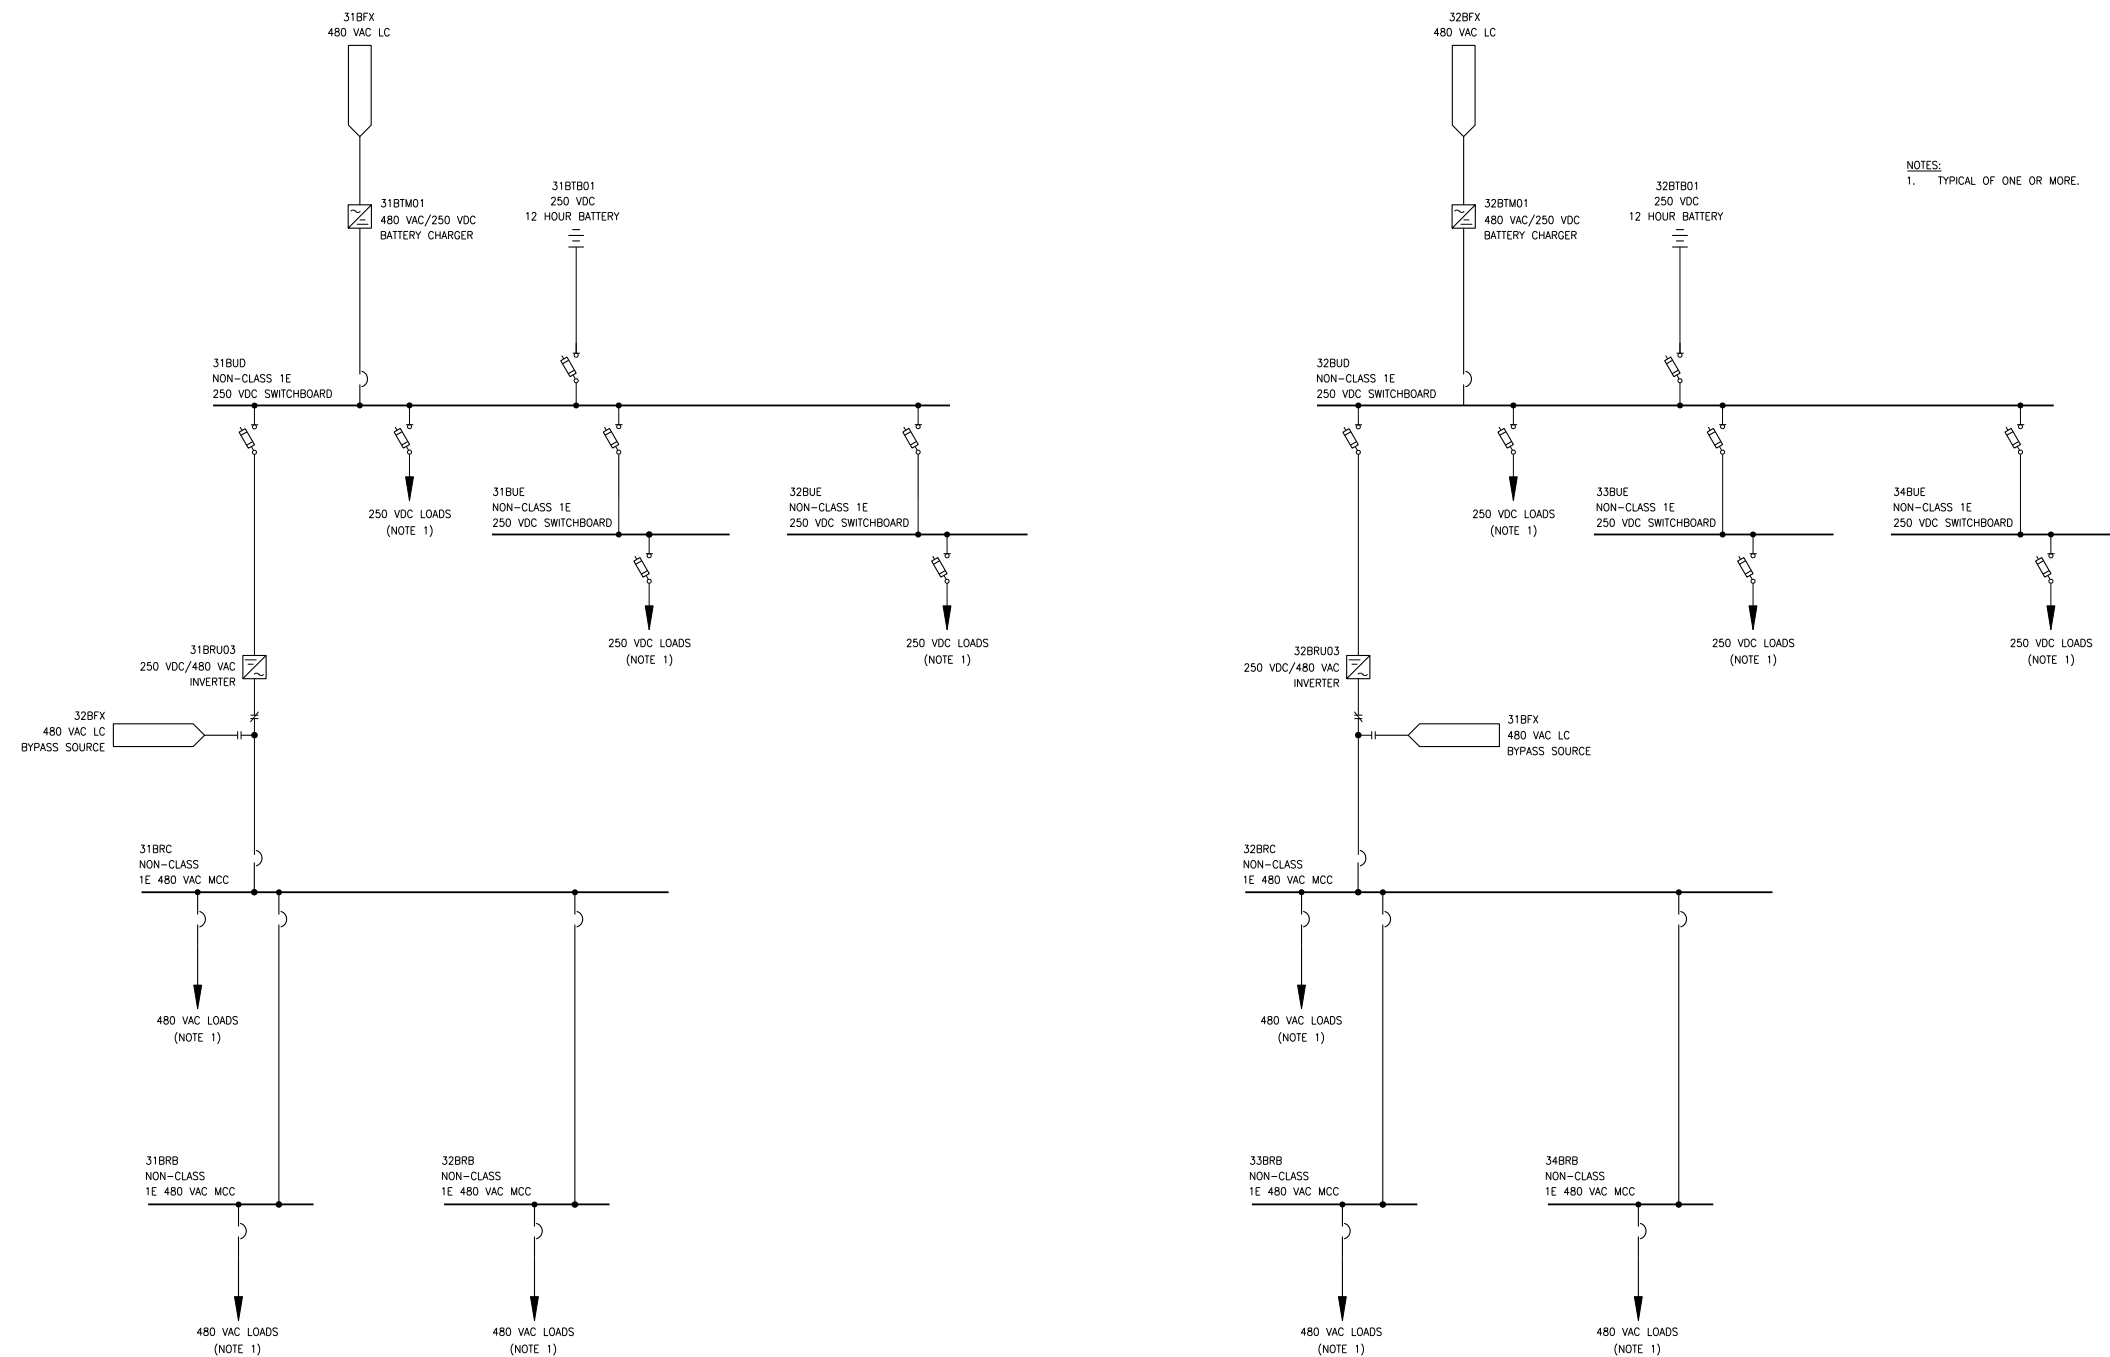 31BFX
480 VAC LC
31BTM01
480 VAC/250 VDC
BATTERY CHARGER
31BTB01
250 VDC
12 HOUR BATTERY
31BUD
NON-CLASS 1E
250 VDC SWITCHBOARD
250 VDC LOADS
(NOTE 1)
31BUE
NON-CLASS 1E
250 VDC SWITCHBOARD
250 VDC LOADS
(NOTE 1)
32BUE
NON-CLASS 1E
250 VDC SWITCHBOARD
250 VDC LOADS
(NOTE 1)
31BRU03
250 VDC/480 VAC
INVERTER
32BFX
480 VAC LC
BYPASS SOURCE
31BRC
NON-CLASS
1E 480 VAC MCC
480 VAC LOADS
(NOTE 1)
31BRB
NON-CLASS
1E 480 VAC MCC
480 VAC LOADS
(NOTE 1)
32BRB
NON-CLASS
1E 480 VAC MCC
480 VAC LOADS
(NOTE 1)
32BFX
480 VAC LC
32BTM01
480 VAC/250 VDC
BATTERY CHARGER
32BTB01
250 VDC
12 HOUR BATTERY
NOTES:
1. TYPICAL OF ONE OR MORE.
32BUD
NON-CLASS 1E
250 VDC SWITCHBOARD
250 VDC LOADS
(NOTE 1)
33BUE
NON-CLASS 1E
250 VDC SWITCHBOARD
250 VDC LOADS
(NOTE 1)
34BUE
NON-CLASS 1E
250 VDC SWITCHBOARD
250 VDC LOADS
(NOTE 1)
32BRU03
250 VDC/480 VAC
INVERTER
31BFX
480 VAC LC
BYPASS SOURCE
32BRC
NON-CLASS
1E 480 VAC MCC
480 VAC LOADS
(NOTE 1)
33BRB
NON-CLASS
1E 480 VAC MCC
480 VAC LOADS
(NOTE 1)
34BRB
NON-CLASS
1E 480 VAC MCC
480 VAC LOADS
(NOTE 1)